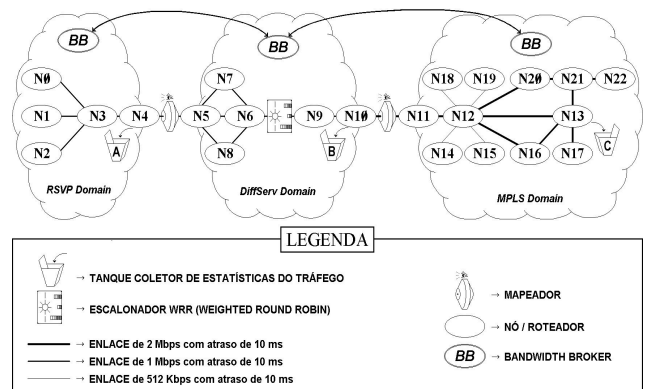 BB BB BB
N0 N7 N18 N19 N20 N21 N22
N1 N3 N4 N5 N6 N9 N10 N11 N12 N13
N2 A N8 B N14 N15 N16 N17 C
RSVP Domain DiffServ Domain MPLS Domain
LEGENDA
→ TANQUE COLETOR DE ESTATÍSTICAS DO TRÁFEGO
→ ESCALONADOR WRR (WEIGHTED ROUND ROBIN)
→ ENLACE de 2 Mbps com atraso de 10 ms
→ ENLACE de 1 Mbps com atraso de 10 ms
→ ENLACE de 512 Kbps com atraso de 10 ms
→ MAPEADOR
→ NÓ / ROTEADOR
BB → BANDWIDTH BROKER